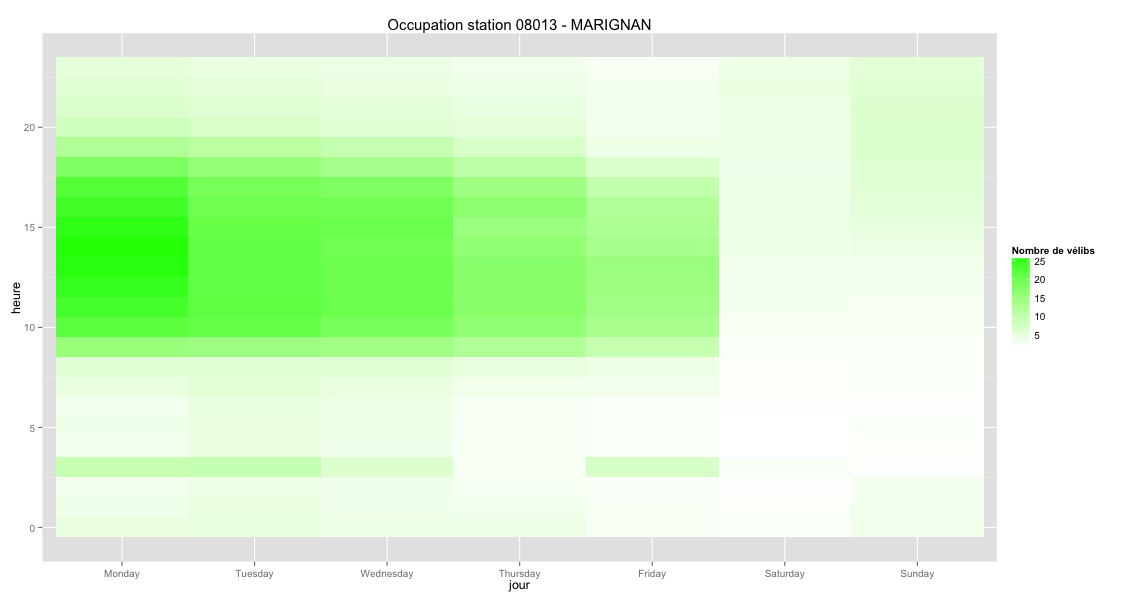 Occupation station 08013 - MARIGNAN
heure
20
15
10
5
0
Monday Tuesday Wednesday Thursday Friday Saturday Sunday
jour
Nombre de vélibs
25
20
15
10
5